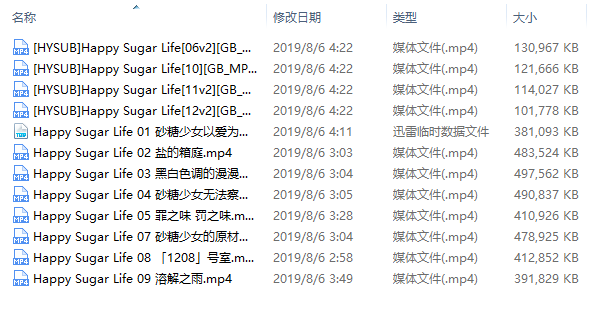 名称 修改日期 类型 大小
[HYSUB]Happy Sugar Life[06v2][GB_... 2019/8/6 4:22 媒体文件(.mp4) 130,967 KB
[HYSUB]Happy Sugar Life[10][GB_MP... 2019/8/6 4:22 媒体文件(.mp4) 121,666 KB
[HYSUB]Happy Sugar Life[11v2][GB_... 2019/8/6 4:22 媒体文件(.mp4) 114,027 KB
[HYSUB]Happy Sugar Life[12v2][GB_... 2019/8/6 4:22 媒体文件(.mp4) 101,778 KB
Happy Sugar Life 01 砂糖少女以爱为... 2019/8/6 4:11 迅雷临时数据文件 381,093 KB
Happy Sugar Life 02 盐的箱庭.mp4 2019/8/6 3:03 媒体文件(.mp4) 483,524 KB
Happy Sugar Life 03 黑白色调的漫漫... 2019/8/6 3:04 媒体文件(.mp4) 497,562 KB
Happy Sugar Life 04 砂糖少女无法察... 2019/8/6 3:05 媒体文件(.mp4) 490,837 KB
Happy Sugar Life 05 罪之味 罚之味.m... 2019/8/6 3:28 媒体文件(.mp4) 410,926 KB
Happy Sugar Life 07 砂糖少女的原材... 2019/8/6 3:04 媒体文件(.mp4) 478,925 KB
Happy Sugar Life 08 「1208」号室.m... 2019/8/6 2:58 媒体文件(.mp4) 412,852 KB
Happy Sugar Life 09 溶解之雨.mp4 2019/8/6 3:49 媒体文件(.mp4) 391,829 KB